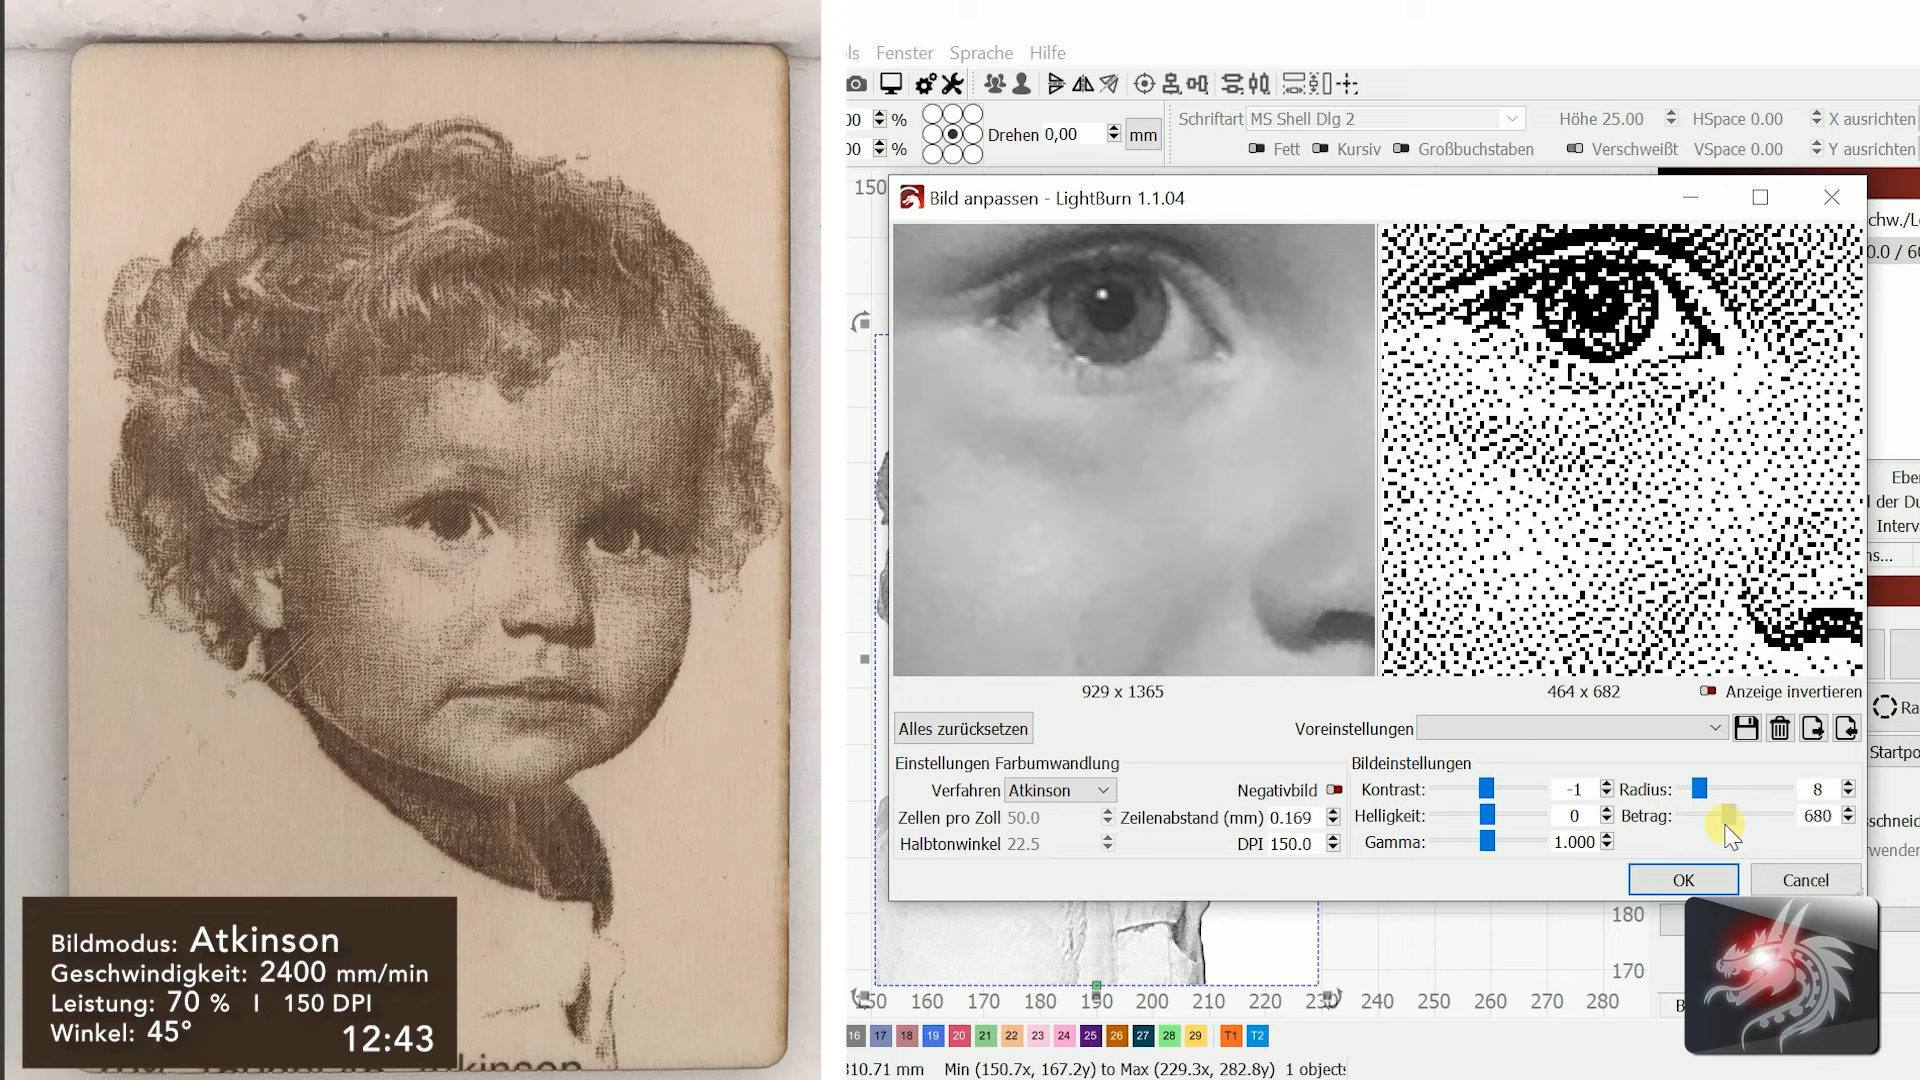 Bildmodus: Atkinson
Geschwindigkeit: 2400 mm/min
Leistung: 70 % I 150 DPI
Winkel: 45°
12:43
Fenster Sprache Hilfe
00 %
00 %
Drehen 0,00 mm
Schriftart MS Shell Dlg 2
Höhe 25.00 HSpace 0.00 X ausrichten
Fett Kursiv Großbuchstaben
Verschweißt VSpace 0.00 Y ausrichten
150
Bild anpassen - LightBurn 1.1.04
929 x 1365
464 x 682
Anzeige invertieren
Alles zurücksetzen
Voreinstellungen
Einstellungen Farbumwandlung
Verfahren Atkinson
Negativbild
Zellen pro Zoll 50.0
Zeilenabstand (mm) 0.169
Halbtonwinkel 22.5
DPI 150.0
Bildeinstellungen
Kontrast: -1
Radius: 8
Helligkeit: 0
Betrag: 680
Gamma: 1.000
OK
Cancel
der
Startpo
180
170
160 170 180 190 200 210 220 230 240 250 260 270 280
16 17 18 19 20 21 22 23 24 25 26 27 28 29 T1 T2
310.71 mm Min (150.7x, 167.2y) to Max (229.3x, 282.8y) 1 objects